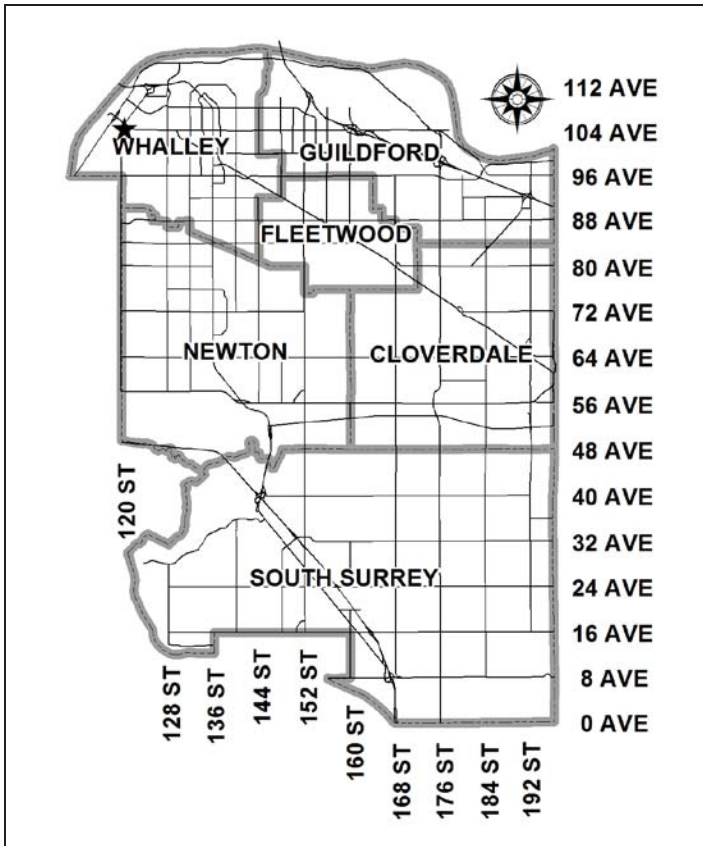 112 AVE
104 AVE
WHALLEY
GUILDFORD
96 AVE
88 AVE
FLEETWOOD
80 AVE
72 AVE
NEWTON
CLOVERDALE
64 AVE
56 AVE
48 AVE
120 ST
40 AVE
32 AVE
SOUTH SURREY
24 AVE
16 AVE
128 ST
136 ST
144 ST
152 ST
160 ST
8 AVE
0 AVE
168 ST
176 ST
184 ST
192 ST